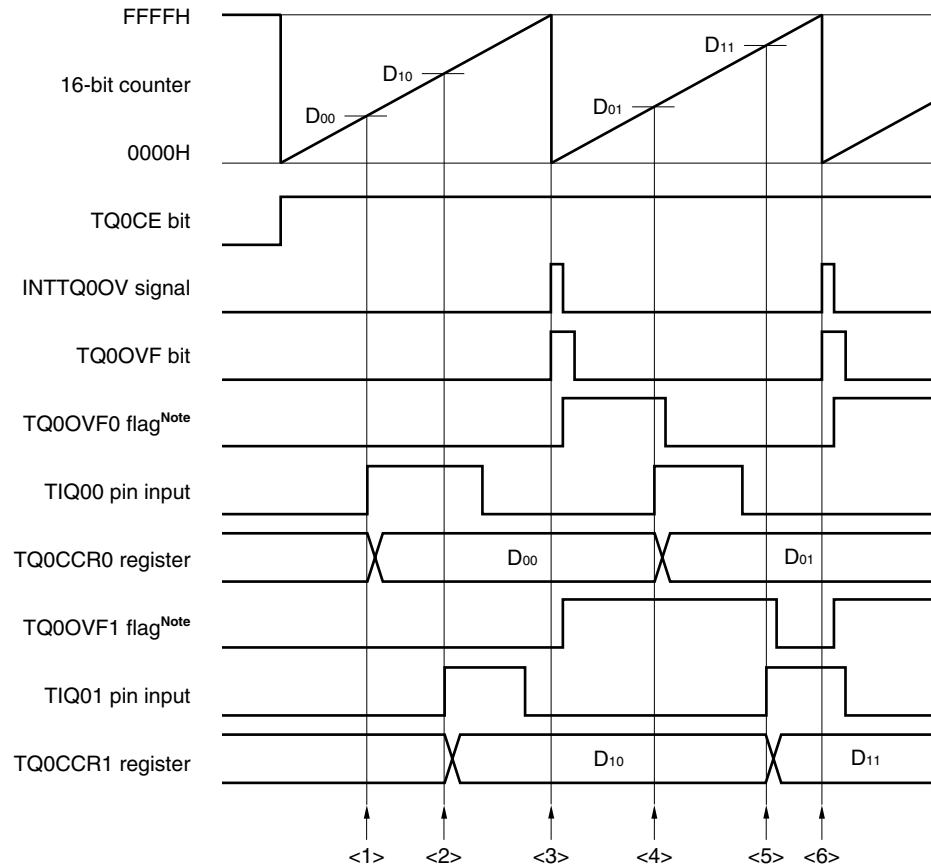 FFFFH
16-bit counter
0000H
D00
D10
D01
D11
TQ0CE bit
INTTQ0OV signal
TQ0OVF bit
TQ0OVF0 flagNote
TIQ00 pin input
TQ0CCR0 register
D00
D01
TQ0OVF1 flagNote
TIQ01 pin input
TQ0CCR1 register
D10
D11
<1> <2> <3> <4> <5> <6>